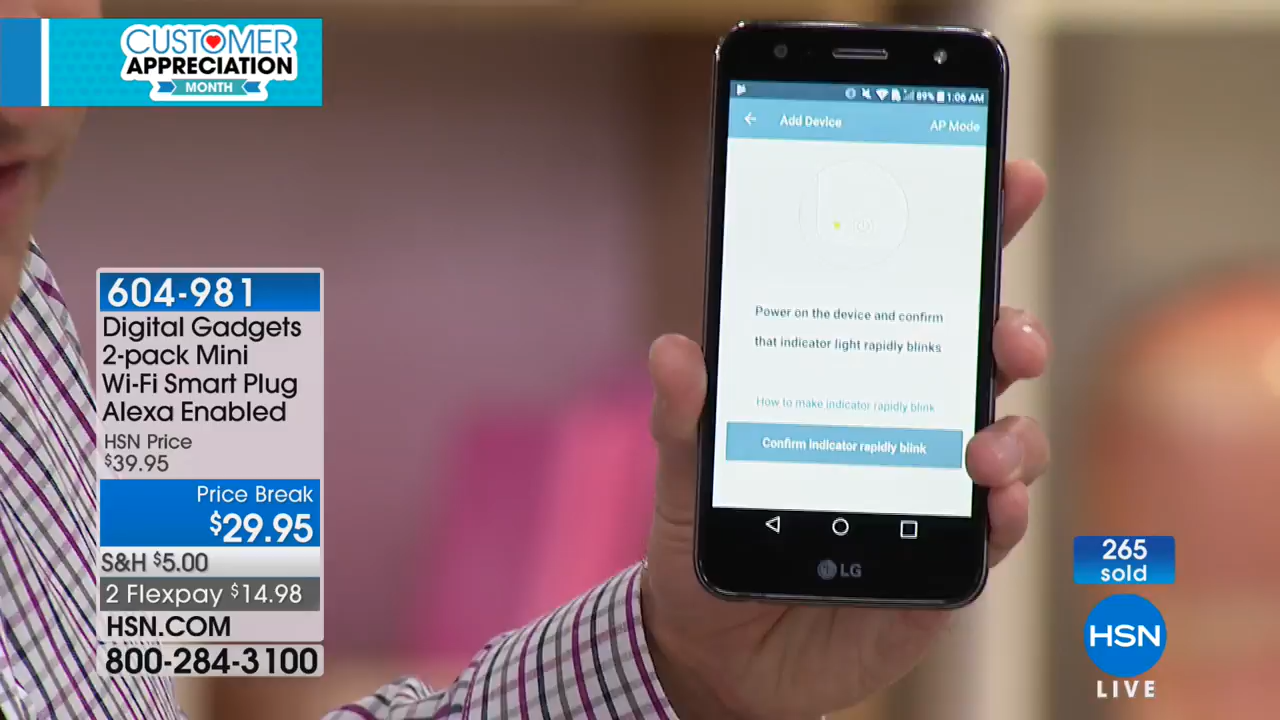 CUSTOMER
APPRECIATION
MONTH
604-981
Digital Gadgets
2-pack Mini
Wi-Fi Smart Plug
Alexa Enabled
HSN Price
$39.95
Price Break
$29.95
S&H $5.00
2 Flexpay $14.98
HSN.COM
800-284-3100
89% 1:06 AM
Add Device
AP Mode
Power on the device and confirm
that indicator light rapidly blinks
How to make indicator rapidly blink
Confirm indicator rapidly blink
LG
265
sold
HSN
LIVE